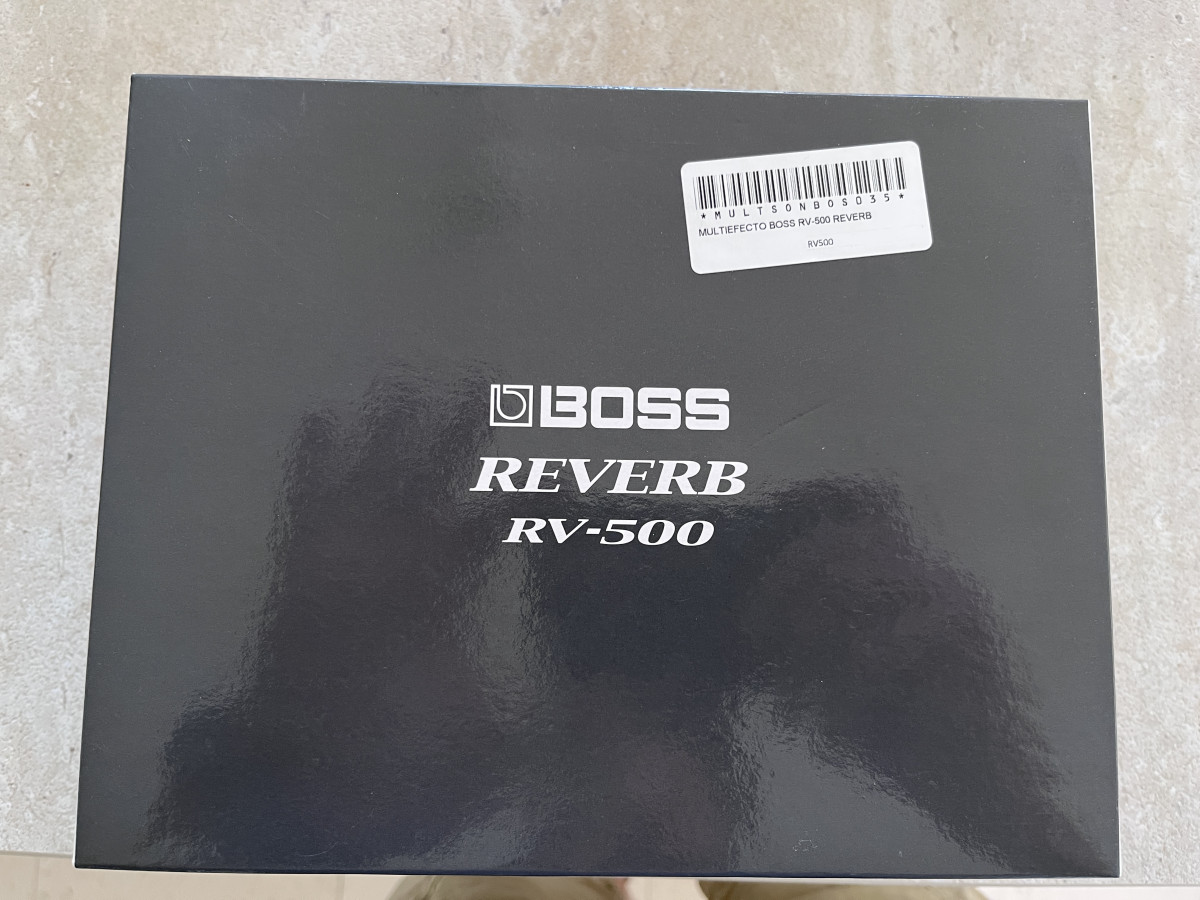 *MULTSONBOS035*
MULTIEFECTO BOSS RV-500 REVERB
RV500
BOSS
REVERB
RV-500